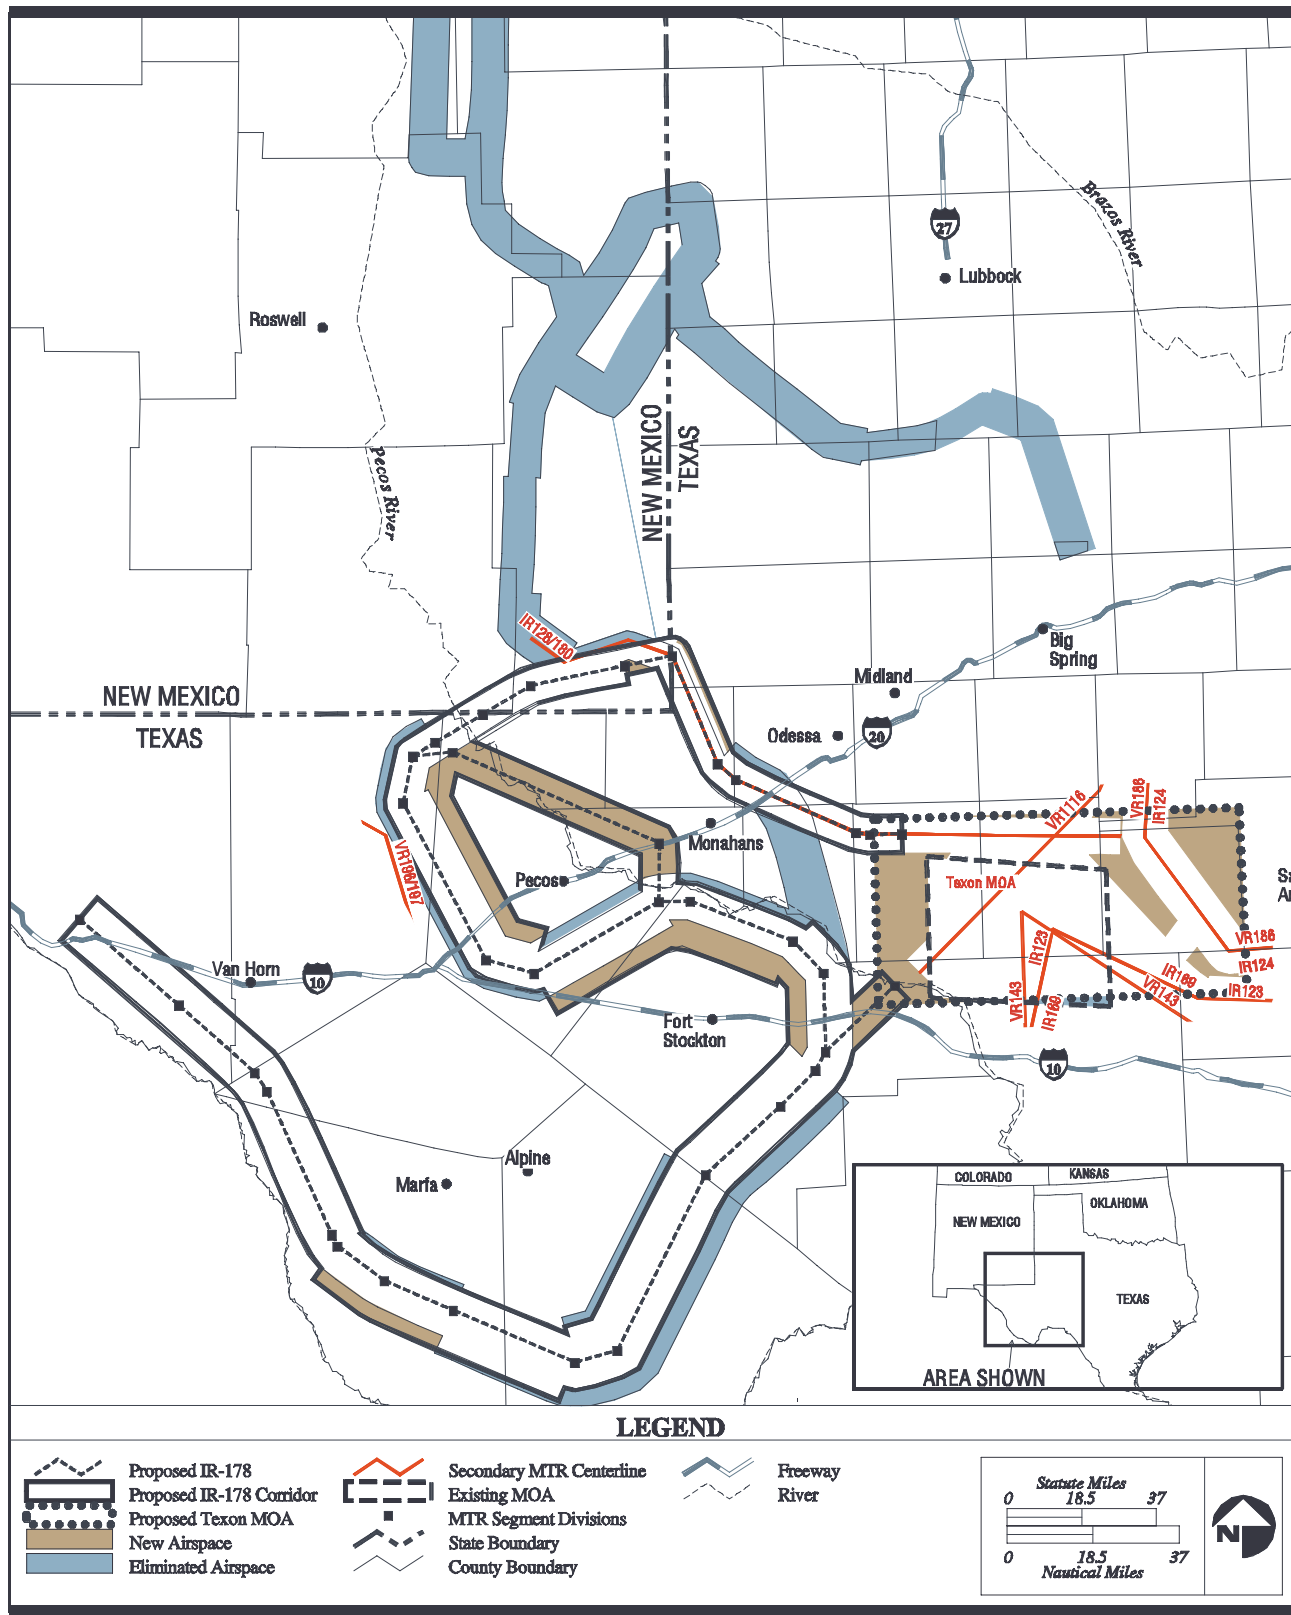 Brazos River
27
Lubbock
Roswell
NEW MEXICO
TEXAS
Pecos River
IR128/180
Big
Spring
Midland
NEW MEXICO
TEXAS
Odessa
20
VR1116
VR186
IR124
Monahans
VR196/197
Pecos
Texon MOA
Sa
An
VR186
IR123
IR124
Van Horn
10
IR169
VR143
IR123
VR143
IR169
Fort
Stockton
10
Alpine
Marfa
COLORADO
KANSAS
OKLAHOMA
NEW MEXICO
TEXAS
AREA SHOWN
LEGEND
Proposed IR-178
Proposed IR-178 Corridor
Proposed Texon MOA
New Airspace
Eliminated Airspace
Secondary MTR Centerline
Existing MOA
MTR Segment Divisions
State Boundary
County Boundary
Freeway
River
Statute Miles
0 18.5 37
0 18.5 37
Nautical Miles
N